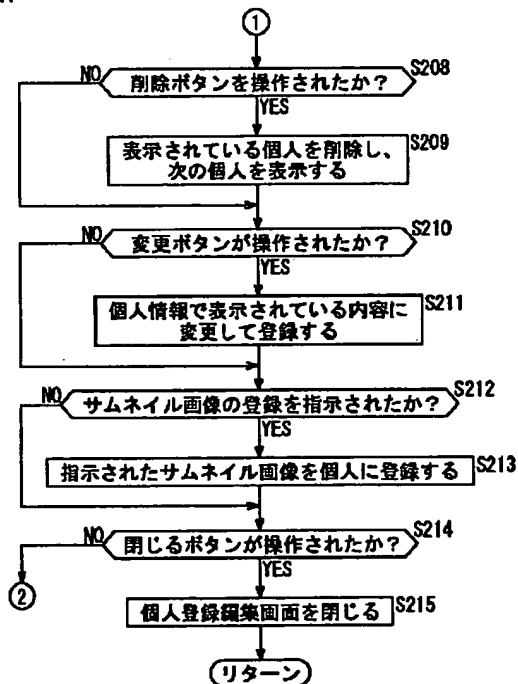 ①
NO 削除ボタンを操作されたか? S208
YES
表示されている個人を削除し、 S209
次の個人を表示する
NO 変更ボタンが操作されたか? S210
YES
個人情報で表示されている内容に S211
変更して登録する
NO サムネイル画像の登録を指示されたか? S212
YES
指示されたサムネイル画像を個人に登録する S213
NO 閉じるボタンが操作されたか? S214
YES
②
個人登録編集画面を閉じる S215
リターン